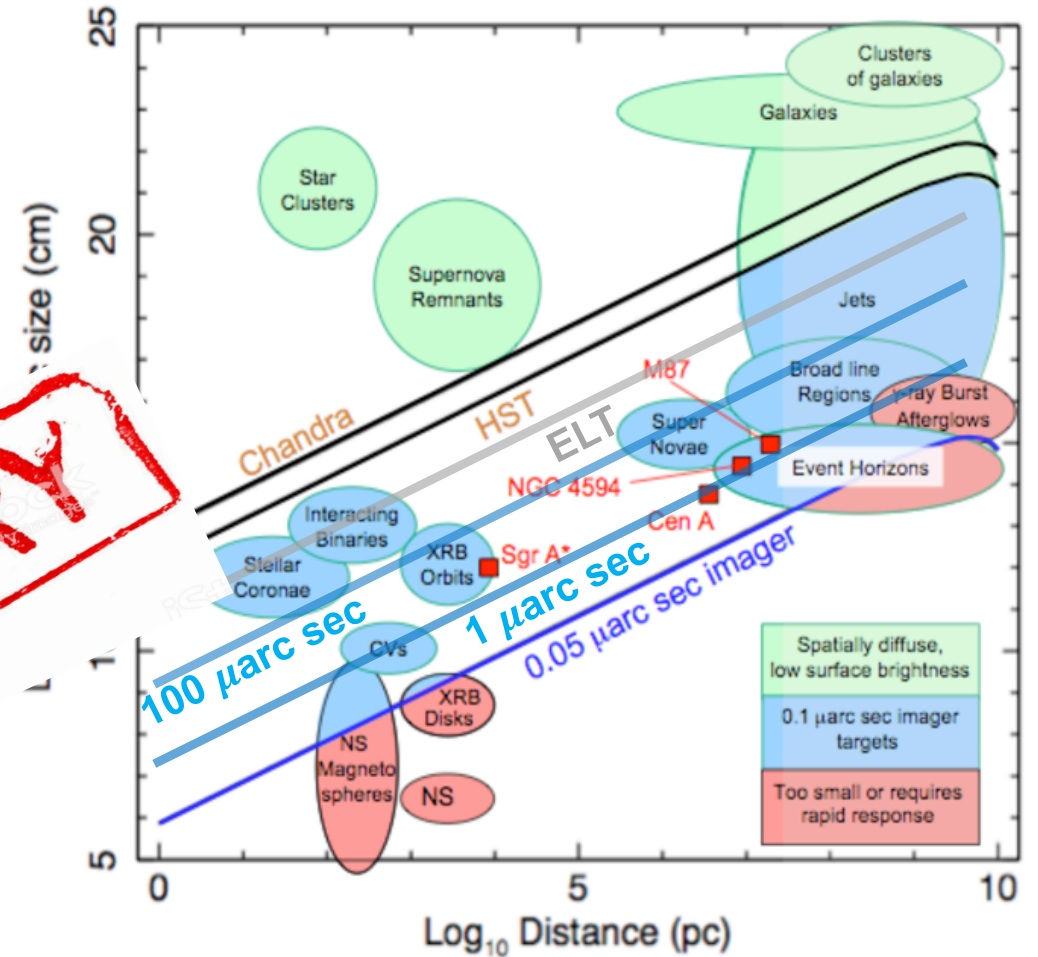 25
20
1
5
0
5
10
size (cm)
Log10 Distance (pc)
Clusters
of galaxies
Galaxies
Star
Clusters
Supernova
Remnants
Jets
Chandra
HST
ELT
M87
Broad line
Regions
γ-ray Burst
Afterglows
Super
Novae
NGC 4594
Event Horizons
Cen A
Interacting
Binaries
Stellar
Coronae
XRB
Orbits
Sgr A*
100 μarc sec
1 μarc sec
0.05 μarc sec imager
CVs
XRB
Disks
NS
Magneto
spheres
NS
Spatially diffuse,
low surface brightness
0.1 μarc sec imager
targets
Too small or requires
rapid response
Y